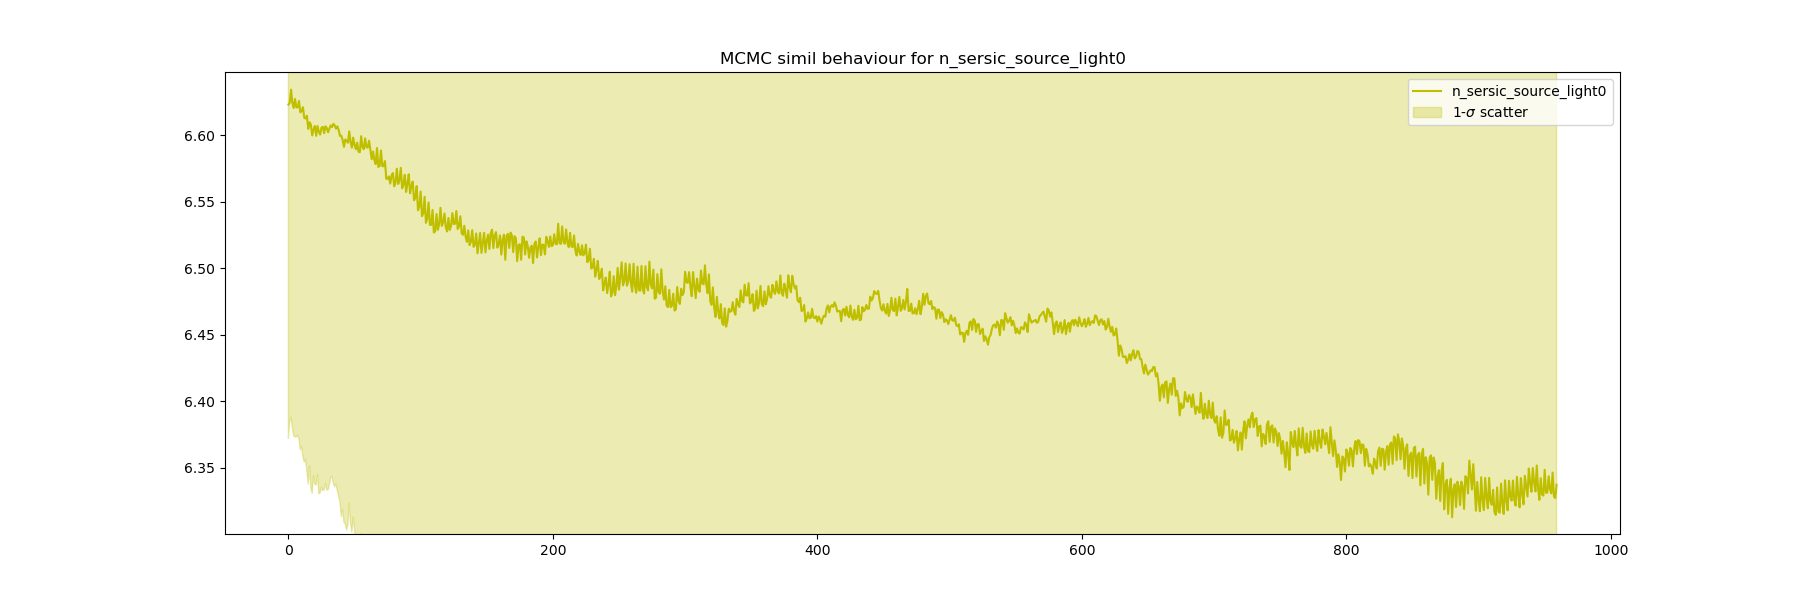 MCMC simil behaviour for n_sersic_source_light0
n_sersic_source_light0
1-σ scatter
6.60
6.55
6.50
6.45
6.40
6.35
0 200 400 600 800 1000